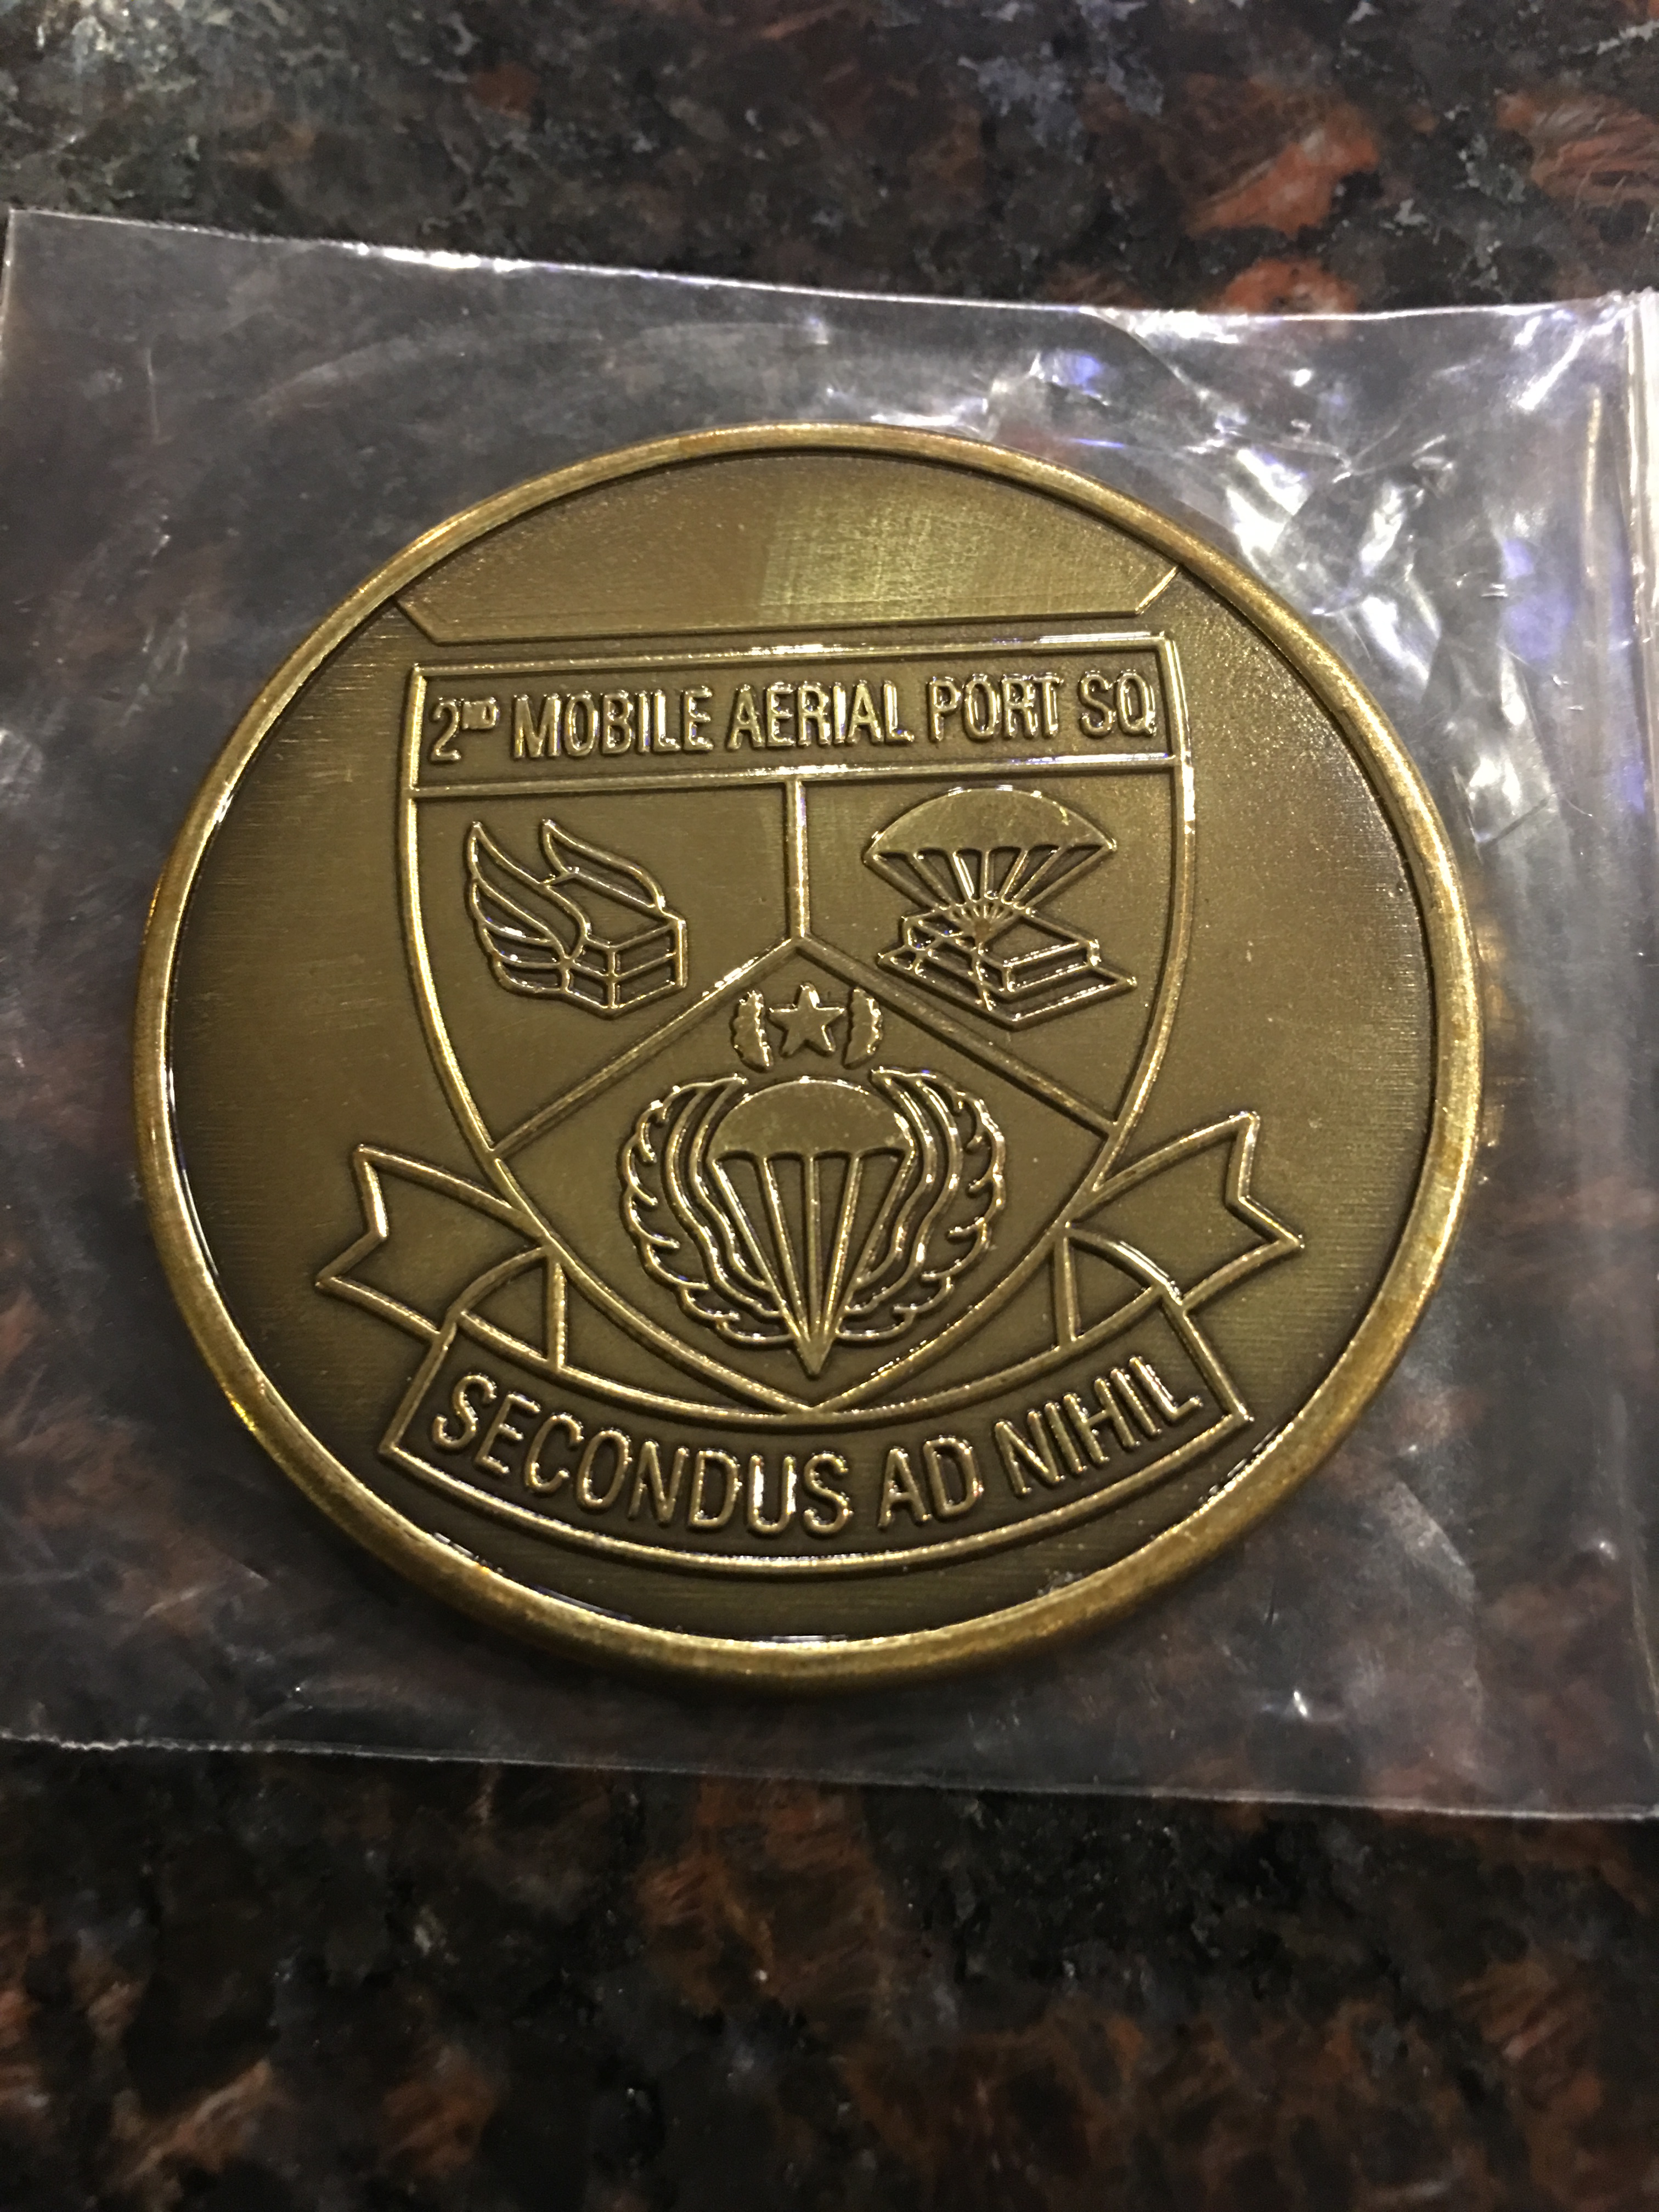 2ND MOBILE AERIAL PORT SQ
SECONDUS AD NIHIL